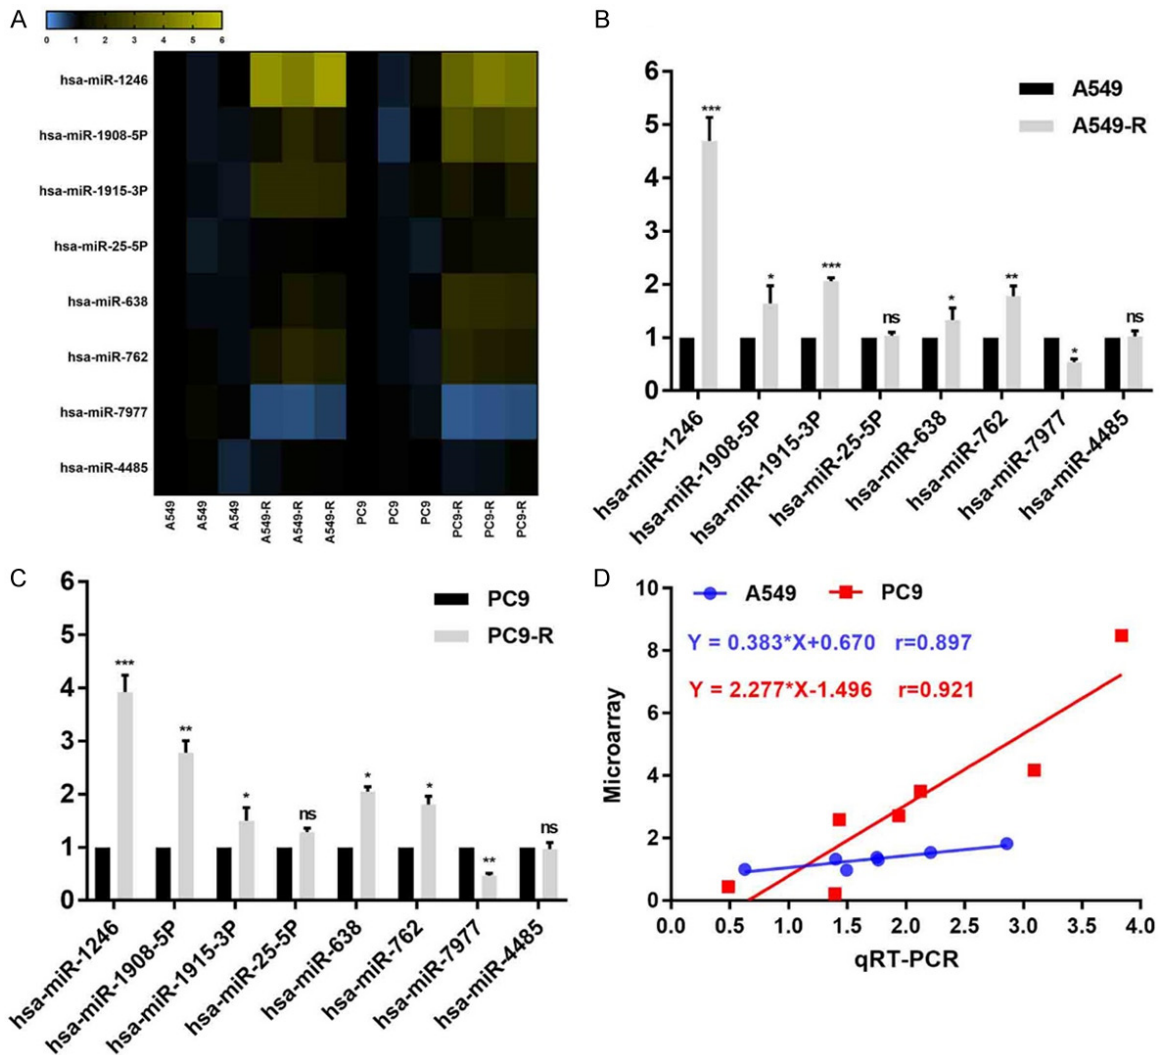 A
0 1 2 3 4 5 6
hsa-miR-1246
hsa-miR-1908-5P
hsa-miR-1915-3P
hsa-miR-25-5P
hsa-miR-638
hsa-miR-762
hsa-miR-7977
hsa-miR-4485
A549 A549 A549 A549-R A549-R A549-R PC9 PC9 PC9 PC9-R PC9-R PC9-R
B
6
5
4
3
2
1
0
A549
A549-R
***
*
***
ns
*
**
*
ns
hsa-miR-1246
hsa-miR-1908-5P
hsa-miR-1915-3P
hsa-miR-25-5P
hsa-miR-638
hsa-miR-762
hsa-miR-7977
hsa-miR-4485
C
6
5
4
3
2
1
0
PC9
PC9-R
***
**
*
ns
*
*
**
ns
hsa-miR-1246
hsa-miR-1908-5P
hsa-miR-1915-3P
hsa-miR-25-5P
hsa-miR-638
hsa-miR-762
hsa-miR-7977
hsa-miR-4485
D
A549 PC9
Y = 0.383*X+0.670 r=0.897
Y = 2.277*X-1.496 r=0.921
Microarray
10
8
6
4
2
0
0.0 0.5 1.0 1.5 2.0 2.5 3.0 3.5 4.0
qRT-PCR